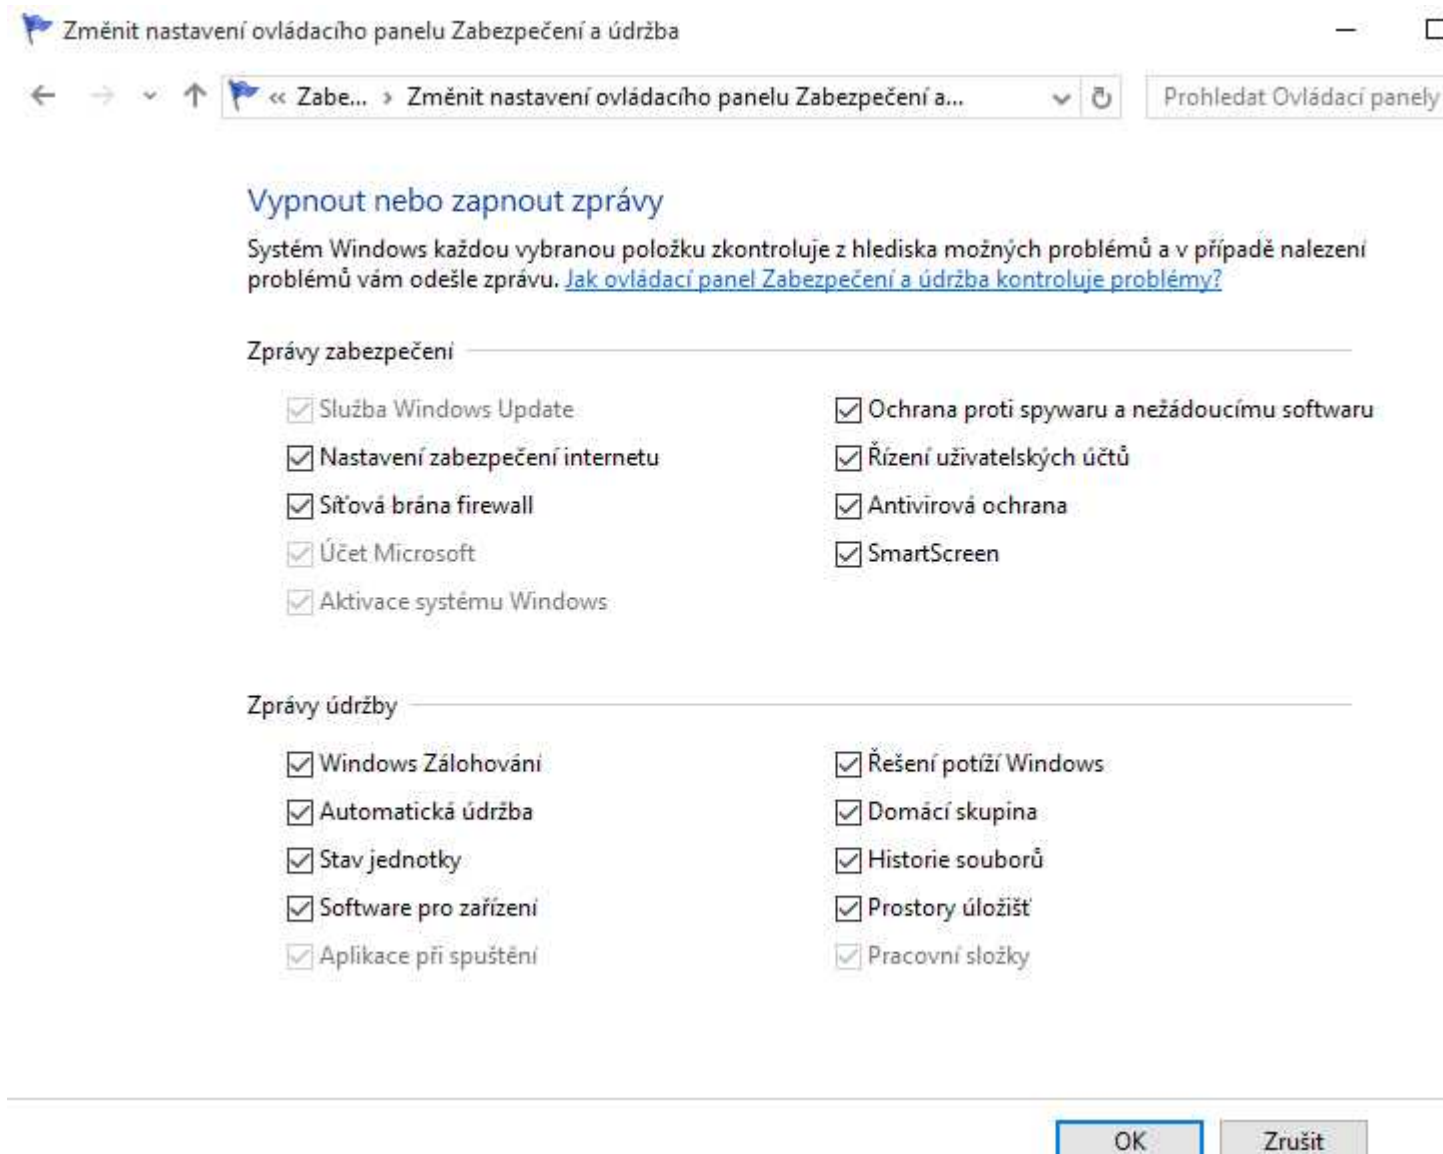 Změnit nastavení ovládacího panelu Zabezpečení a údržba
« Zabe... › Změnit nastavení ovládacího panelu Zabezpečení a... Prohledat Ovládací panely
Vypnout nebo zapnout zprávy
Systém Windows každou vybranou položku zkontroluje z hlediska možných problémů a v případě nalezení
problémů vám odešle zprávu. Jak ovládací panel Zabezpečení a údržba kontroluje problémy?
Zprávy zabezpečení
Služba Windows Update
Ochrana proti spywaru a nežádoucímu softwaru
Nastavení zabezpečení internetu
Řízení uživatelských účtů
Síťová brána firewall
Antivirová ochrana
Účet Microsoft
SmartScreen
Aktivace systému Windows
Zprávy údržby
Windows Zálohování
Řešení potíží Windows
Automatická údržba
Domácí skupina
Stav jednotky
Historie souborů
Software pro zařízení
Prostory úložišť
Aplikace při spuštění
Pracovní složky
OK Zrušit